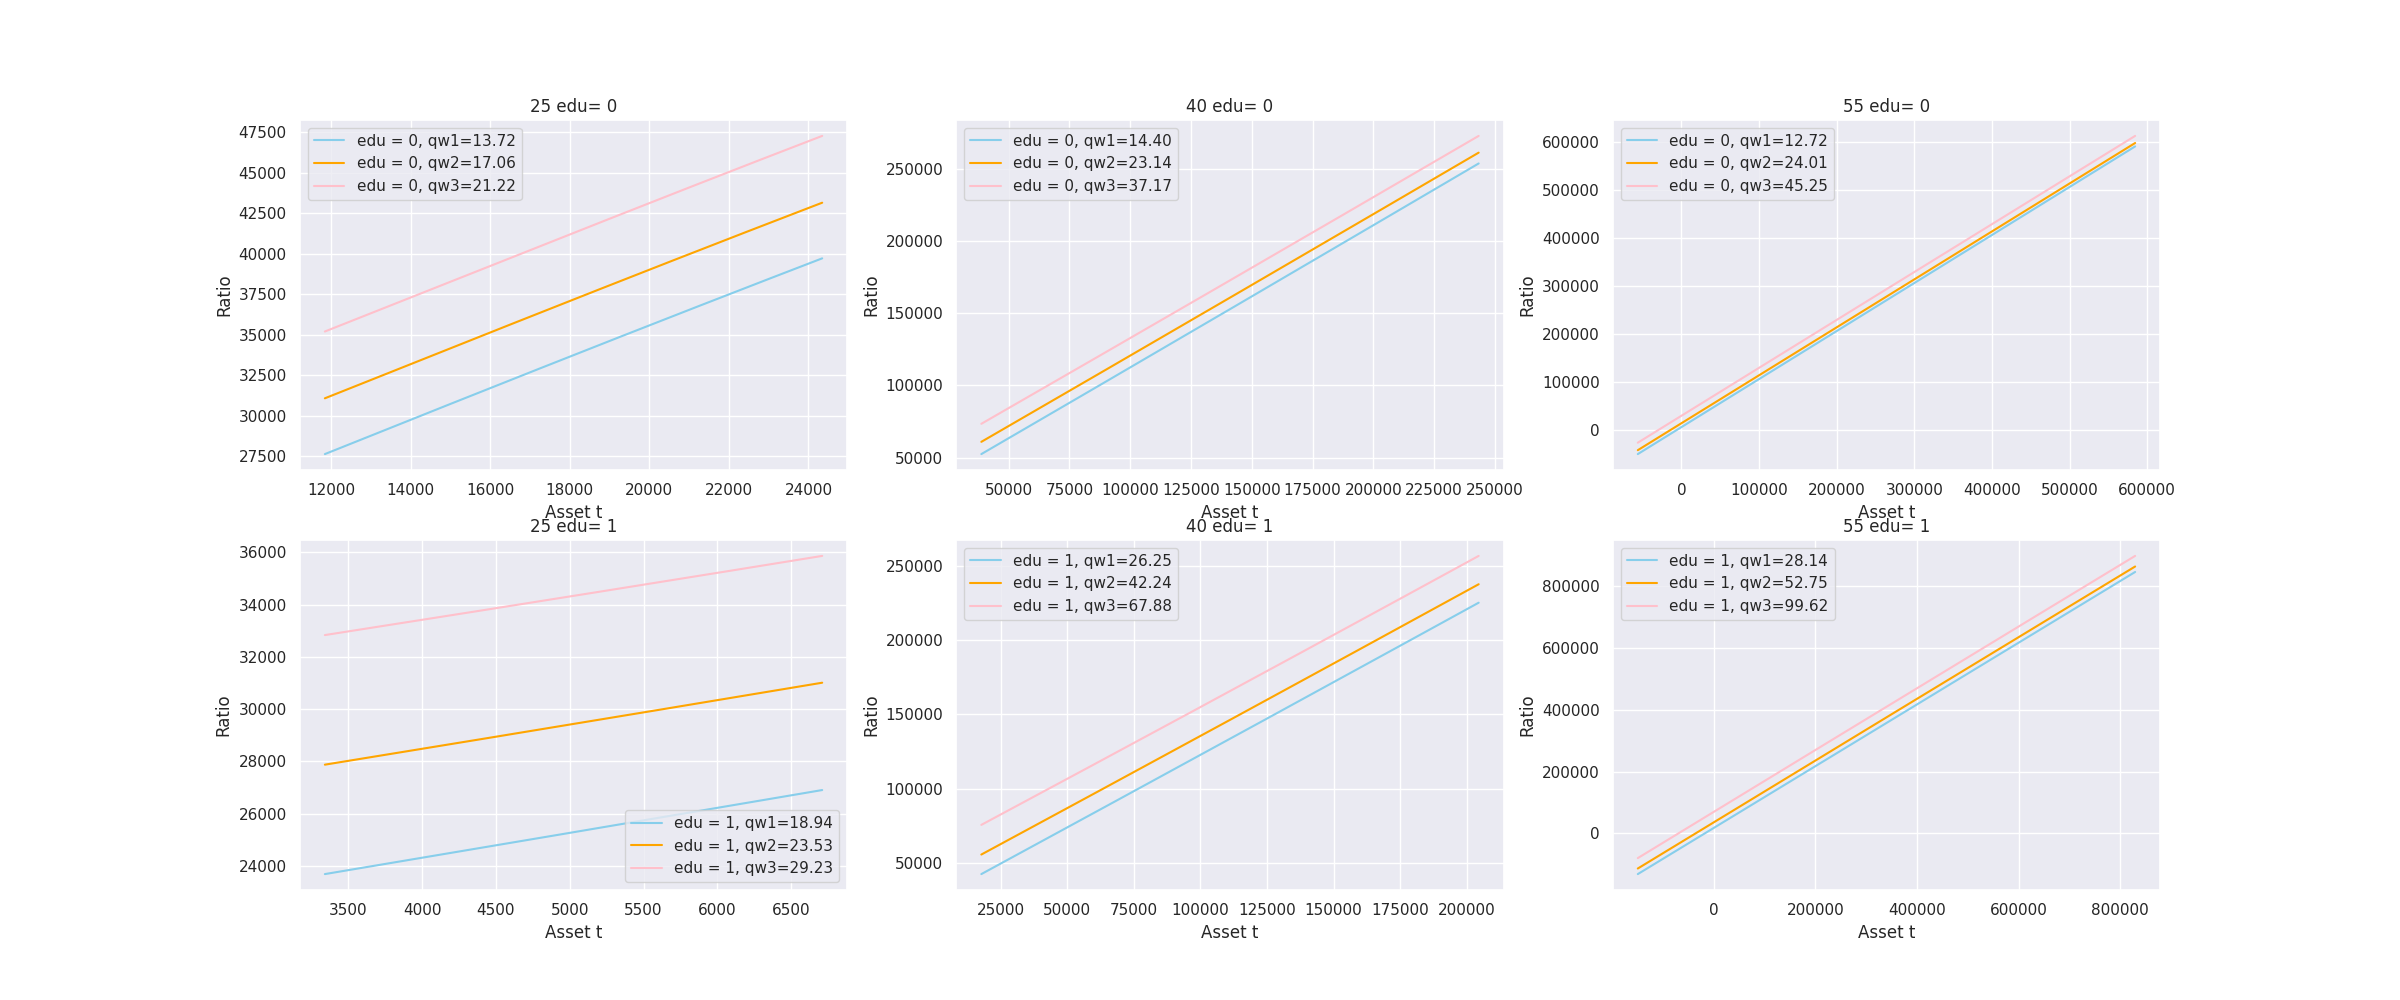 25 edu= 0
Ratio
47500
45000
42500
40000
37500
35000
32500
30000
27500
edu = 0, qw1=13.72
edu = 0, qw2=17.06
edu = 0, qw3=21.22
12000 14000 16000 18000 20000 22000 24000
Asset t
40 edu= 0
Ratio
250000
200000
150000
100000
50000
edu = 0, qw1=14.40
edu = 0, qw2=23.14
edu = 0, qw3=37.17
50000 75000 100000 125000 150000 175000 200000 225000 250000
Asset t
55 edu= 0
Ratio
600000
500000
400000
300000
200000
100000
0
edu = 0, qw1=12.72
edu = 0, qw2=24.01
edu = 0, qw3=45.25
0 100000 200000 300000 400000 500000 600000
Asset t
25 edu= 1
Ratio
36000
34000
32000
30000
28000
26000
24000
edu = 1, qw1=18.94
edu = 1, qw2=23.53
edu = 1, qw3=29.23
3500 4000 4500 5000 5500 6000 6500
Asset t
40 edu= 1
Ratio
250000
200000
150000
100000
50000
edu = 1, qw1=26.25
edu = 1, qw2=42.24
edu = 1, qw3=67.88
25000 50000 75000 100000 125000 150000 175000 200000
Asset t
55 edu= 1
Ratio
800000
600000
400000
200000
0
edu = 1, qw1=28.14
edu = 1, qw2=52.75
edu = 1, qw3=99.62
0 200000 400000 600000 800000
Asset t